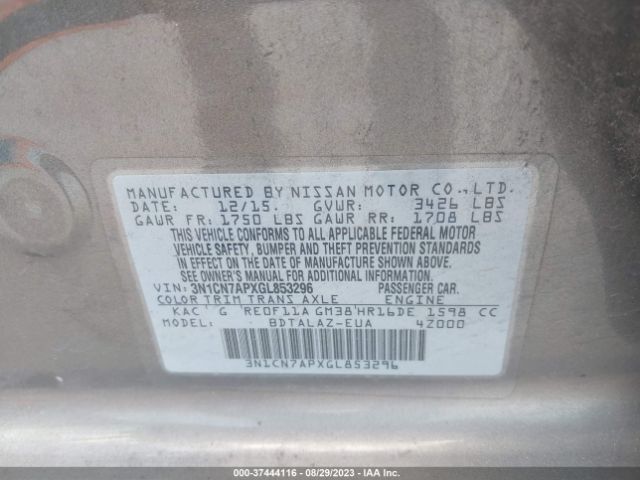 MANUFACTURED BY NISSAN MOTOR CO.,LTD.
DATE: 12/15. GVWR: 3426 LBS
GAWR FR: 1750 LBS GAWR RR: 1708 LBS
THIS VEHICLE CONFORMS TO ALL APPLICABLE FEDERAL MOTOR
VEHICLE SAFETY, BUMPER AND THEFT PREVENTION STANDARDS
IN EFFECT ON THE DATE OF MANUFACTURE SHOWN ABOVE.
SEE OWNER'S MANUAL FOR ADDITIONAL INFORMATION.
VIN: 3N1CN7APXGL853296 PASSENGER CAR.
COLOR TRIM TRANS AXLE ENGINE
KAC G RE0F11A GM38 HR16DE 1598 CC
MODEL: BDTALAZ-EUA 4Z000
3N1CN7APXGL853296
000-37444116 - 08/29/2023 - IAA Inc.